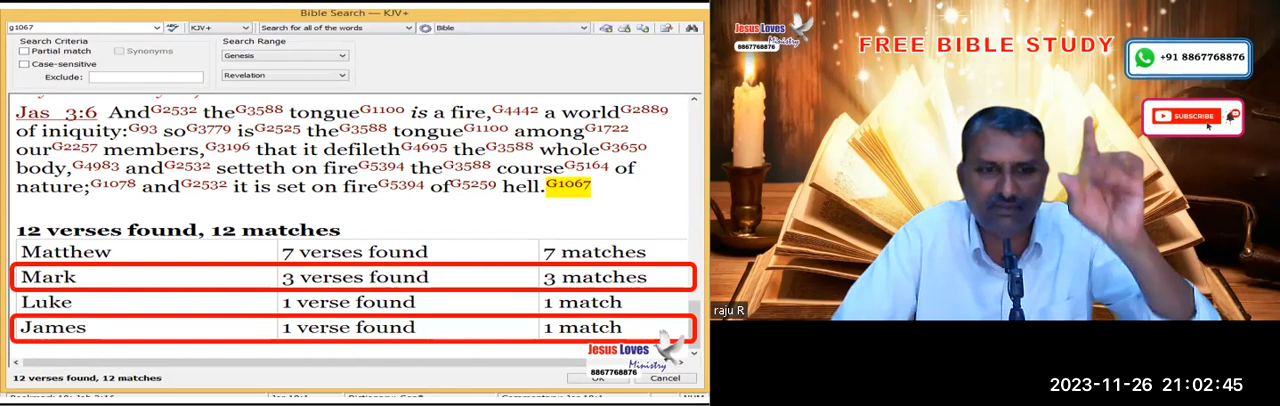 Bible Search — KJV+
g1067
KJV+
Search for all of the words
Bible
Search Criteria
Search Range
Partial match
Synonyms
Case-sensitive
Exclude:
Genesis
Revelation
Jas 3:6 AndG2532 theG3588 tongueG1100 is a fire,G4442 a worldG2889
of iniquity:G93 soG3779 isG2525 theG3588 tongueG1100 amongG1722
ourG2257 members,G3196 that it defilethG4695 theG3588 wholeG3650
body,G4983 andG2532 setteth on fireG5394 theG3588 courseG5164 of
nature;G1078 andG2532 it is set on fireG5394 ofG5259 hell.G1067
12 verses found, 12 matches
Matthew 7 verses found 7 matches
Mark 3 verses found 3 matches
Luke 1 verse found 1 match
James 1 verse found 1 match
Jesus Loves
Ministry
8867768876
12 verses found, 12 matches
OK
Cancel
Jesus Loves
Ministry
8867768876
FREE BIBLE STUDY
+91 8867768876
SUBSCRIBE
raju R
2023-11-26 21:02:45